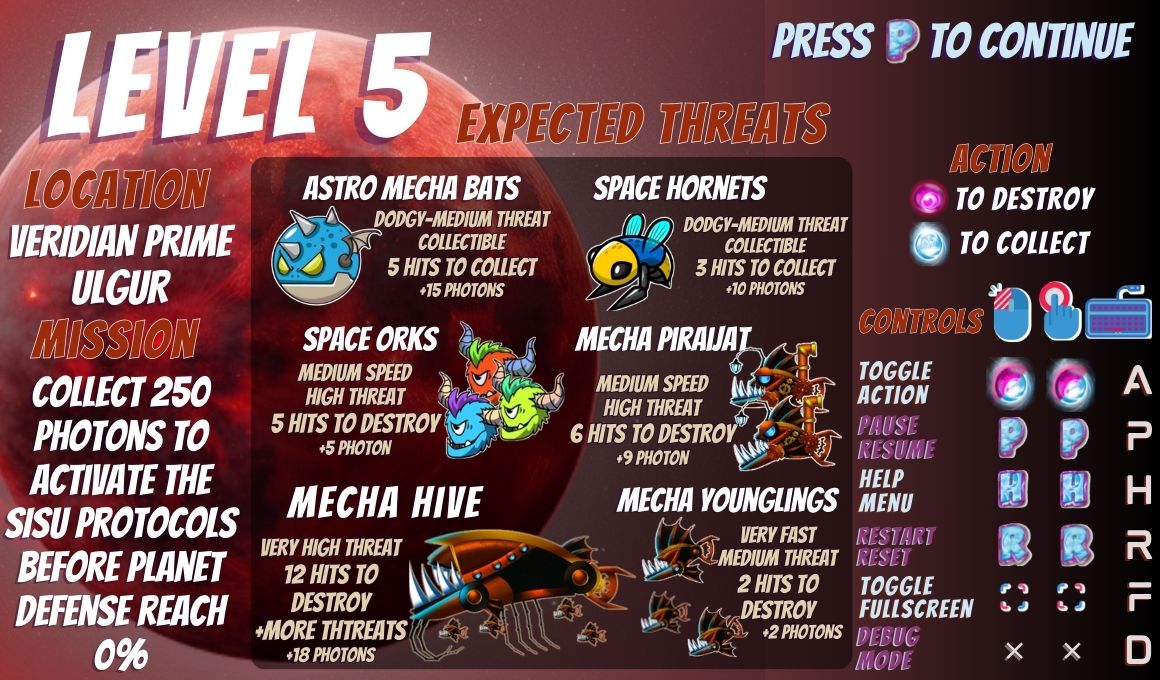 LEVEL 5
PRESS P TO CONTINUE
EXPECTED THREATS
LOCATION
VERIDIAN PRIME
ULGUR
MISSION
COLLECT 250
PHOTONS TO
ACTIVATE THE
SISU PROTOCOLS
BEFORE PLANET
DEFENSE REACH
0%
ASTRO MECHA BATS
DODGY-MEDIUM THREAT
COLLECTIBLE
5 HITS TO COLLECT
+15 PHOTONS
SPACE HORNETS
DODGY-MEDIUM THREAT
COLLECTIBLE
3 HITS TO COLLECT
+10 PHOTONS
SPACE ORKS
MEDIUM SPEED
HIGH THREAT
5 HITS TO DESTROY
+5 PHOTON
MECHA PIRAIJAT
MEDIUM SPEED
HIGH THREAT
6 HITS TO DESTROY
+9 PHOTON
MECHA HIVE
VERY HIGH THREAT
12 HITS TO
DESTROY
+MORE THTREATS
+18 PHOTONS
MECHA YOUNGLINGS
VERY FAST
MEDIUM THREAT
2 HITS TO
DESTROY
+2 PHOTONS
ACTION
TO DESTROY
TO COLLECT
CONTROLS
TOGGLE
ACTION
A
PAUSE
RESUME
P P P
HELP
MENU
H H H
RESTART
RESET
R R R
TOGGLE
FULLSCREEN
F
DEBUG
MODE
× × D